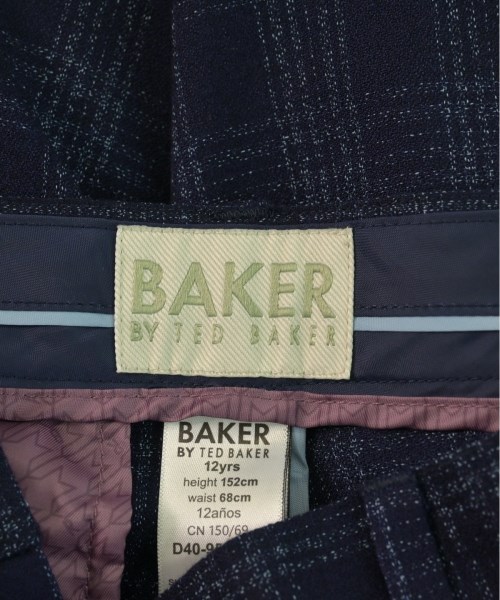 BAKER
BY TED BAKER
BAKER
BY TED BAKER
12yrs
height 152cm
waist 68cm
12años
CN 150/69